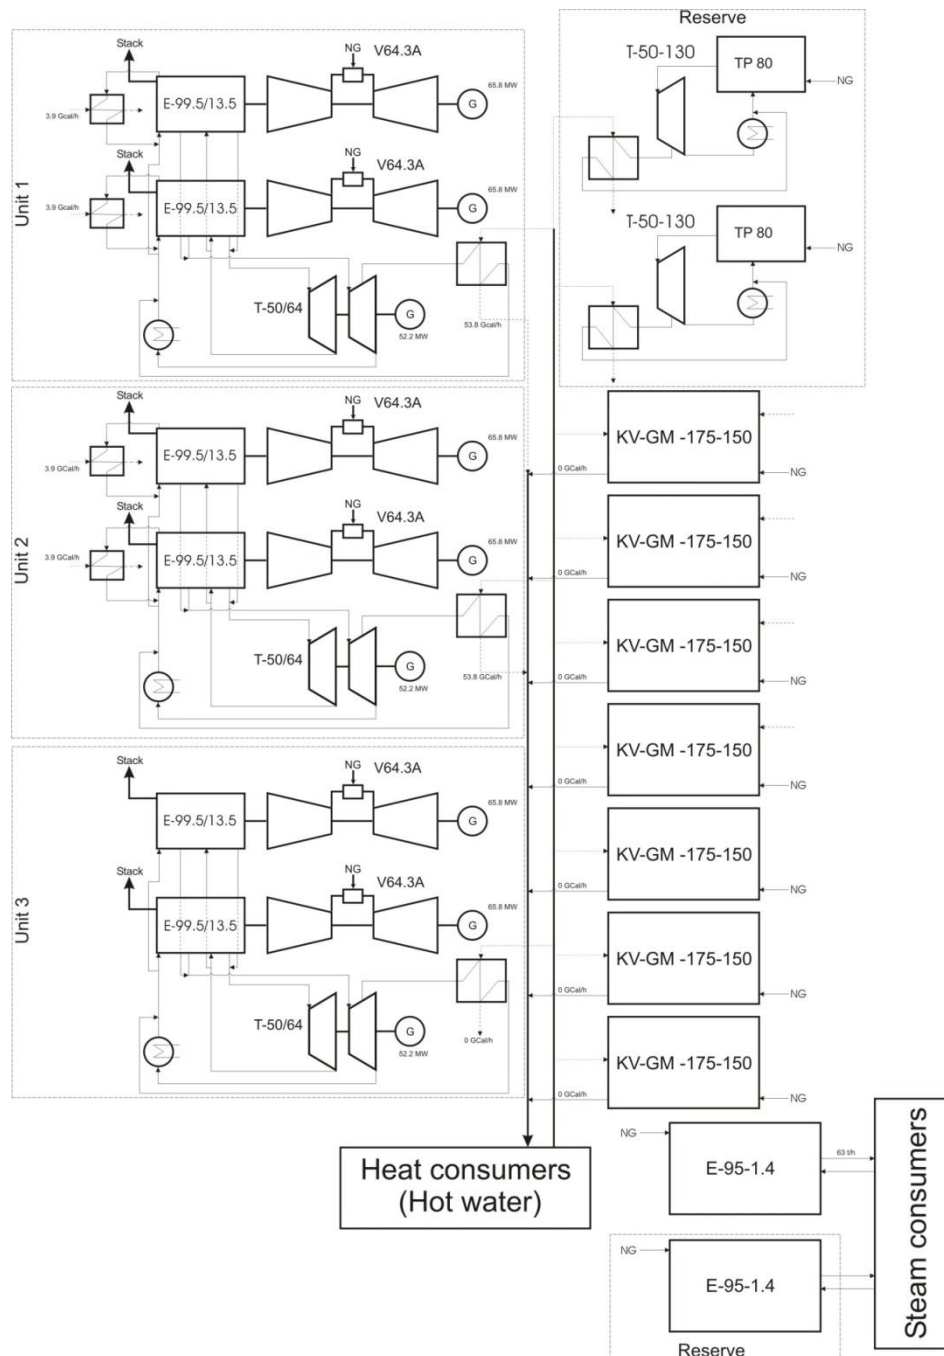 Unit 1
Stack
E-99.5/13.5
NG
V64.3A
G
65.8 MW
3.9 Gcal/h
Stack
E-99.5/13.5
NG
V64.3A
G
65.8 MW
3.9 Gcal/h
T-50/64
G
52.2 MW
53.8 Gcal/h
Unit 2
Stack
E-99.5/13.5
NG
V64.3A
G
65.8 MW
3.9 GCal/h
Stack
E-99.5/13.5
NG
V64.3A
G
65.8 MW
3.9 GCal/h
T-50/64
G
52.2 MW
53.8 GCal/h
Unit 3
Stack
E-99.5/13.5
NG
V64.3A
G
65.8 MW
Stack
E-99.5/13.5
NG
V64.3A
G
65.8 MW
T-50/64
G
52.2 MW
0 GCal/h
Reserve
T-50-130
TP 80
NG
T-50-130
TP 80
NG
KV-GM -175-150
0 GCal/h
NG
KV-GM -175-150
0 GCal/h
NG
KV-GM -175-150
0 GCal/h
NG
KV-GM -175-150
0 GCal/h
NG
KV-GM -175-150
0 GCal/h
NG
KV-GM -175-150
0 GCal/h
NG
KV-GM -175-150
0 GCal/h
NG
Heat consumers
(Hot water)
NG
E-95-1.4
63 t/h
NG
E-95-1.4
Reserve
Steam consumers